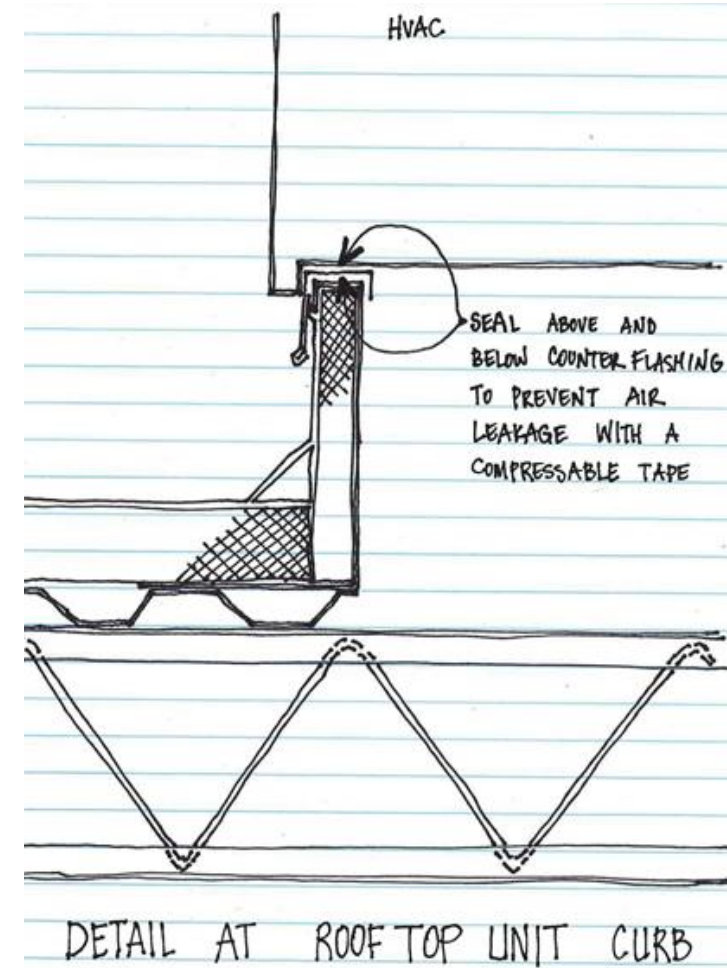 HVAC
SEAL ABOVE AND
BELOW COUNTER FLASHING
TO PREVENT AIR
LEAKAGE WITH A
COMPRESSABLE TAPE
DETAIL AT ROOF TOP UNIT CURB